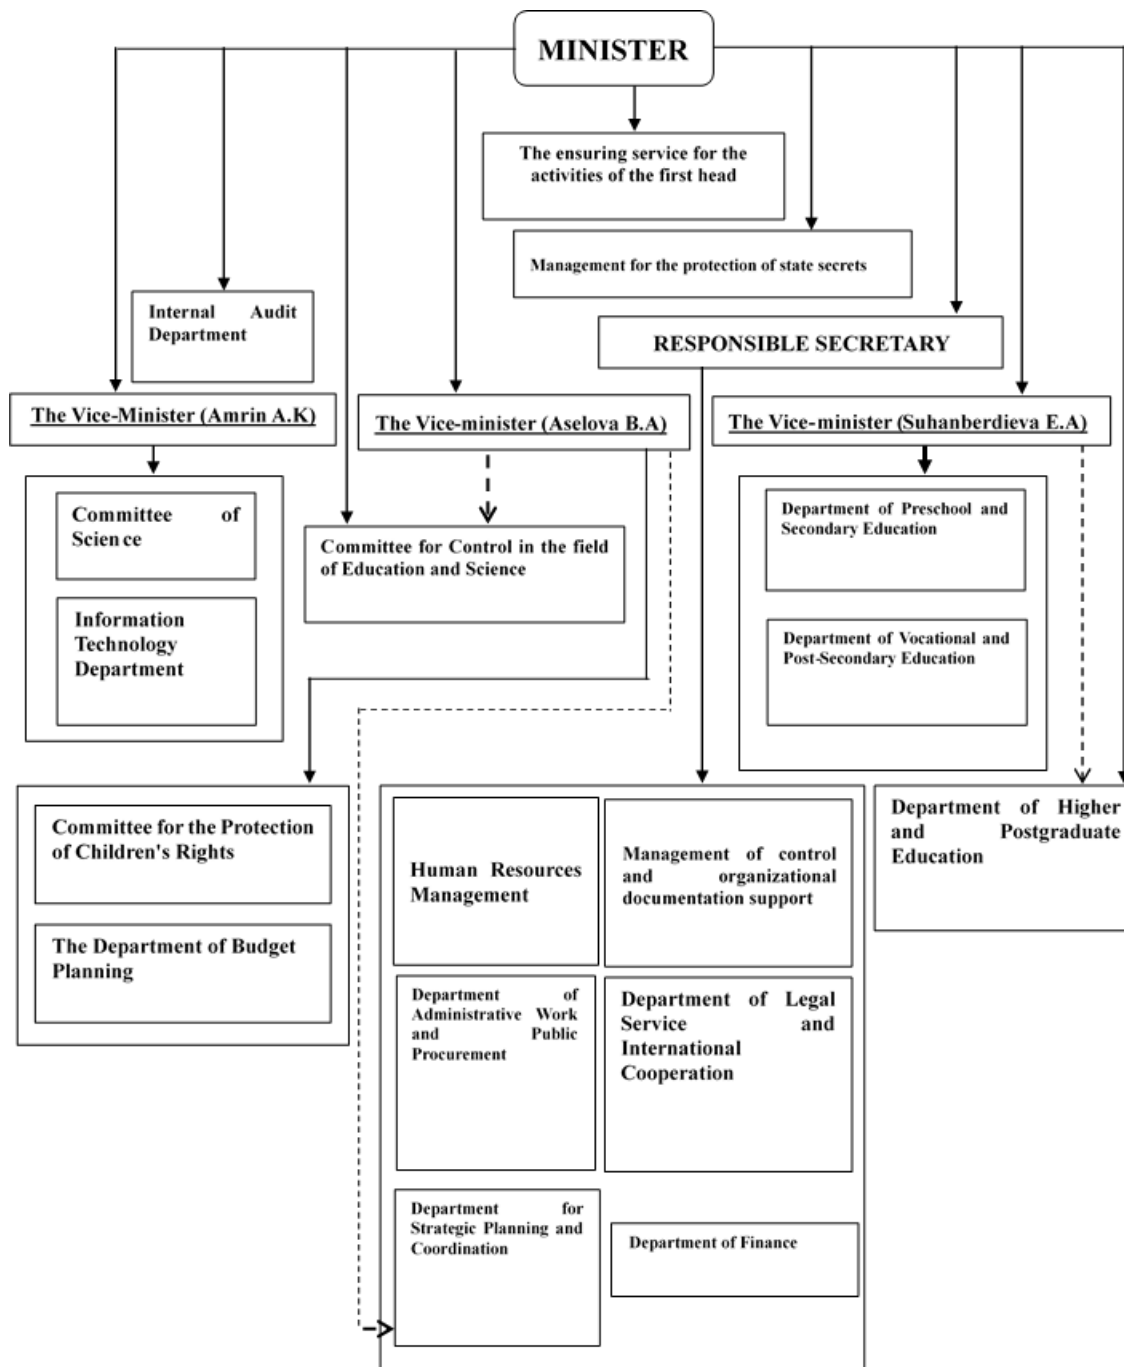 MINISTER
The ensuring service for the
activities of the first head
Management for the protection of state secrets
Internal Audit
Department
RESPONSIBLE SECRETARY
The Vice-Minister (Amrin A.K)
The Vice-minister (Aselova B.A)
The Vice-minister (Suhanberdieva E.A)
Committee of
Science
Information
Technology
Department
Committee for Control in the field
of Education and Science
Department of Preschool and
Secondary Education
Department of Vocational and
Post-Secondary Education
Committee for the Protection
of Children's Rights
The Department of Budget
Planning
Human Resources
Management
Management of control
and organizational
documentation support
Department of
Administrative Work
and Public
Procurement
Department of Legal
Service and
International
Cooperation
Department for
Strategic Planning and
Coordination
Department of Finance
Department of Higher
and Postgraduate
Education